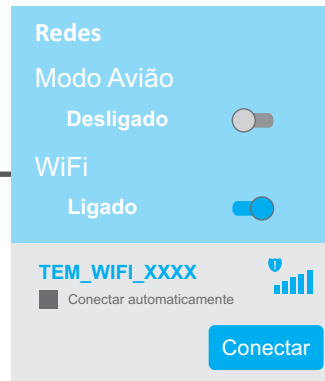 Redes
Modo Avião
Desligado
WiFi
Ligado
TEM_WIFI_XXXX
Conectar automaticamente
Conectar